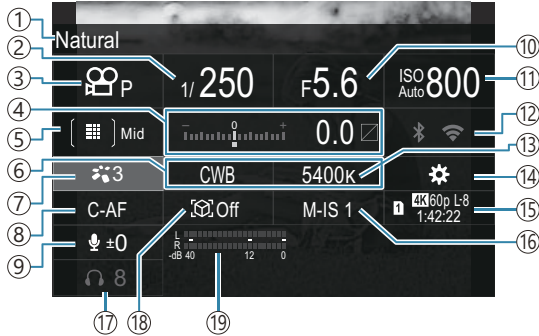 ① Natural
② ③ P 1/ 250 F5.6 ISO Auto 800 ⑩ ⑪
④ ⑤ Mid − 0 + 0.0 ⑫
⑥ ⑦ 3 CWB 5400K ⑬ ⑭
⑧ C-AF Off M-IS 1 1 4K 60p L-8 ⑮
1:42:22
⑨ ±0 L ⑯
R
-dB 40 12 0
8
⑰ ⑱ ⑲